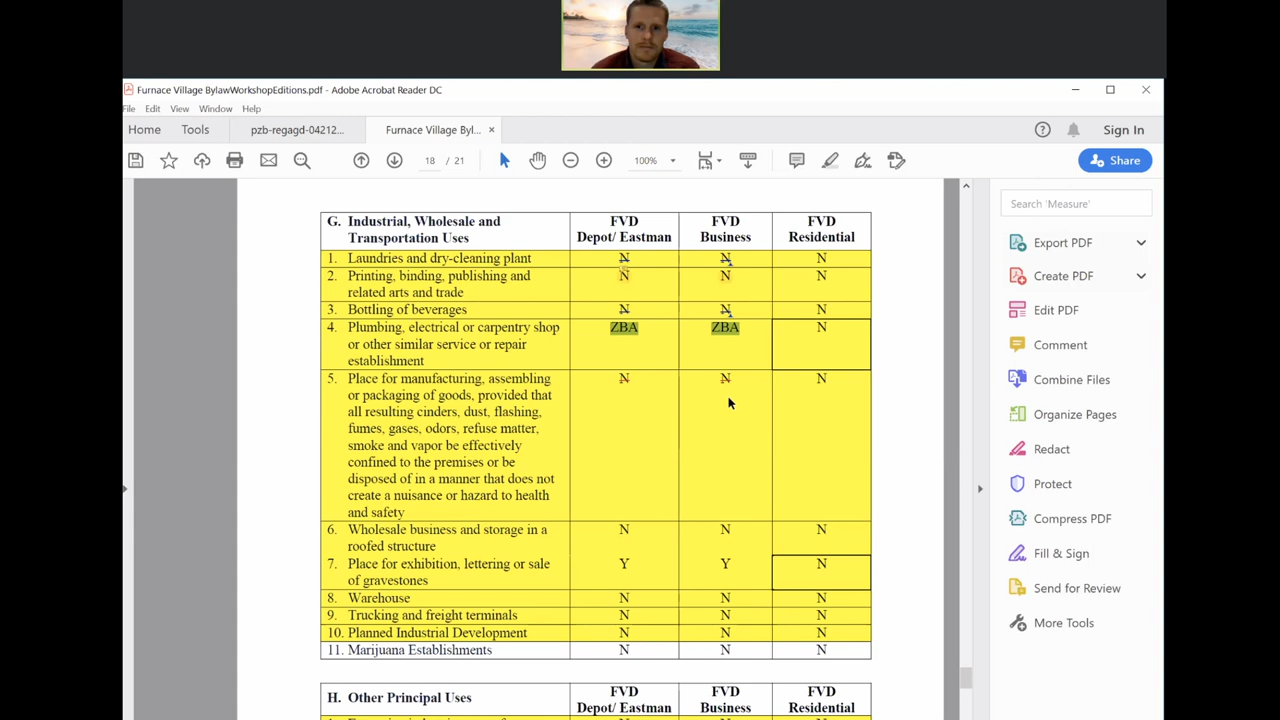 Furnace Village BylawWorkshopEditions.pdf - Adobe Acrobat Reader DC
File Edit View Window Help
Home Tools pzb-regagd-04212... Furnace Village Byl... ×
Sign In
18 / 21
100%
Share
Search 'Measure'
Export PDF
Create PDF
Edit PDF
Comment
Combine Files
Organize Pages
Redact
Protect
Compress PDF
Fill & Sign
Send for Review
More Tools
G. Industrial, Wholesale and Transportation Uses
FVD Depot/ Eastman
FVD Business
FVD Residential
1. Laundries and dry-cleaning plant N N N
2. Printing, binding, publishing and N N N
related arts and trade
3. Bottling of beverages N N N
4. Plumbing, electrical or carpentry shop ZBA ZBA N
or other similar service or repair
establishment
5. Place for manufacturing, assembling N N N
or packaging of goods, provided that
all resulting cinders, dust, flashing,
fumes, gases, odors, refuse matter,
smoke and vapor be effectively
confined to the premises or be
disposed of in a manner that does not
create a nuisance or hazard to health
and safety
6. Wholesale business and storage in a N N N
roofed structure
7. Place for exhibition, lettering or sale Y Y N
of gravestones
8. Warehouse N N N
9. Trucking and freight terminals N N N
10. Planned Industrial Development N N N
11. Marijuana Establishments N N N
H. Other Principal Uses
FVD Depot/ Eastman
FVD Business
FVD Residential